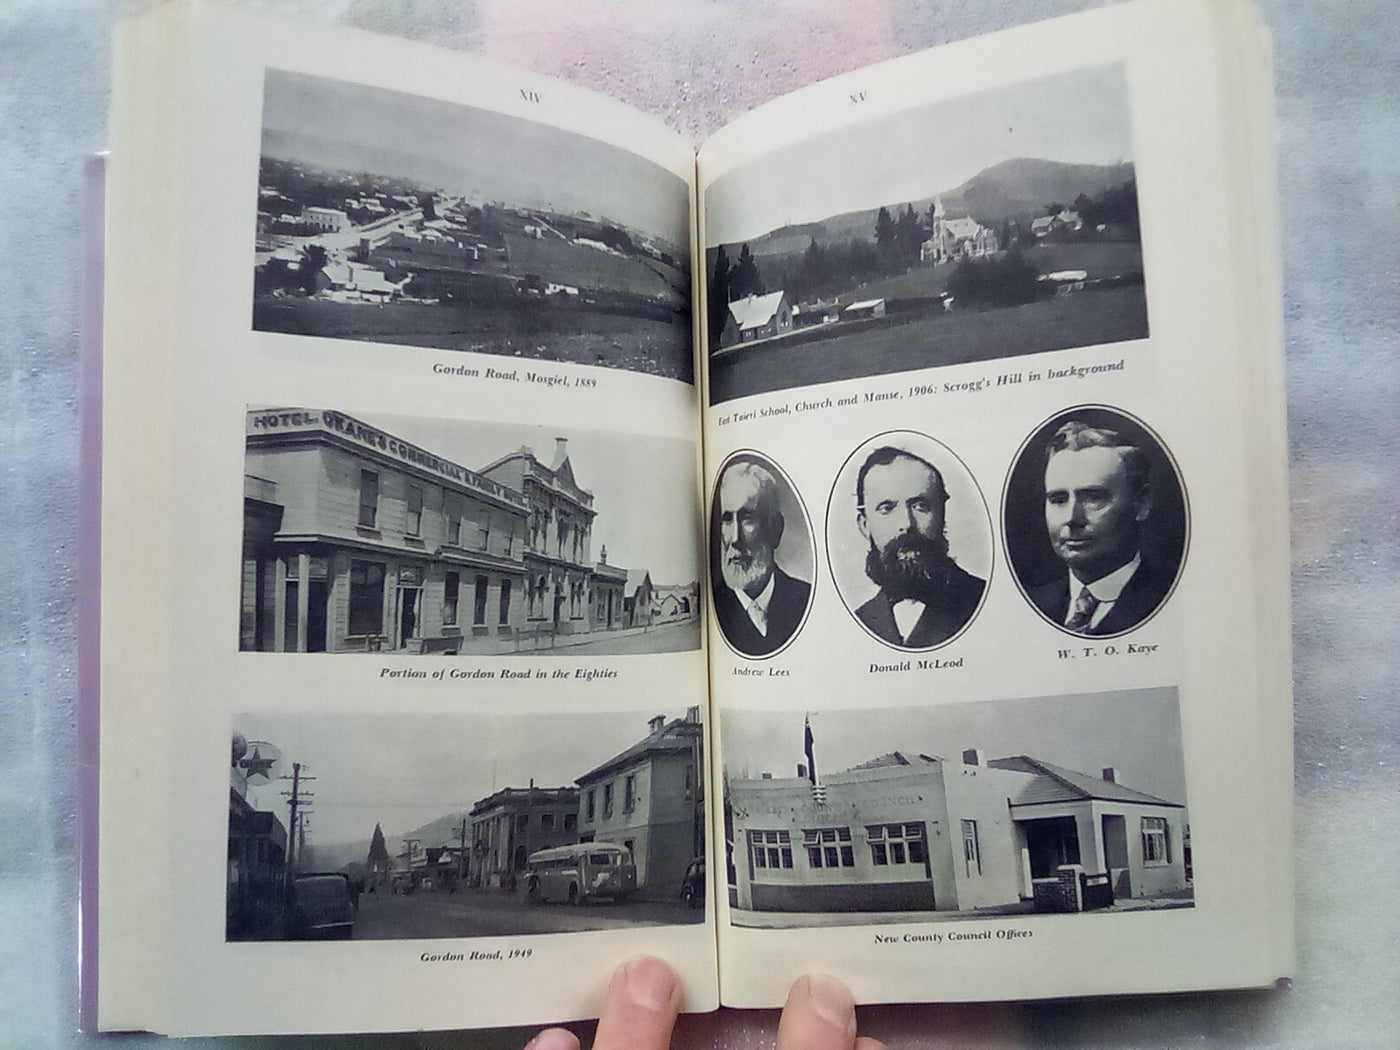 XIV
Gordon Road, Mosgiel, 1889
HOTEL. OKANE'S COMMERCIAL & FAMILY HOTEL
Portion of Gordon Road in the Eighties
Gordon Road, 1949
XV
East Taieri School, Church and Manse, 1906: Scrogg's Hill in background
Andrew Lees
Donald McLeod
W. T. O. Kaye
COUNCIL
New County Council Offices